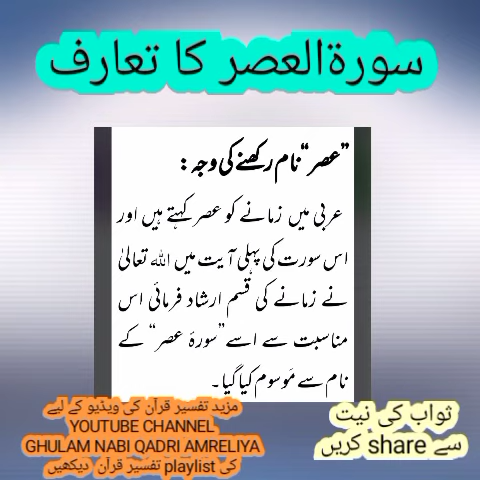 سورۃالعصر کا تعارف
”عصر“نام رکھنے کی وجہ :
عربی میں زمانے کو عصر کہتے ہیں اور
اس سورت کی پہلی آیت میں اللہ تعالیٰ
نے زمانے کی قسم ارشاد فرمائی اس
مناسبت سے اسے”سورۂ عصر“ کے
نام سے مَوسوم کیا گیا۔
مزید تفسیر قرآن کی ویڈیو کے لیے
YOUTUBE CHANNEL
GHULAM NABI QADRI AMRELIYA
کی playlist تفسیر قرآن دیکھیں
ثواب کی نیت
سے share کریں